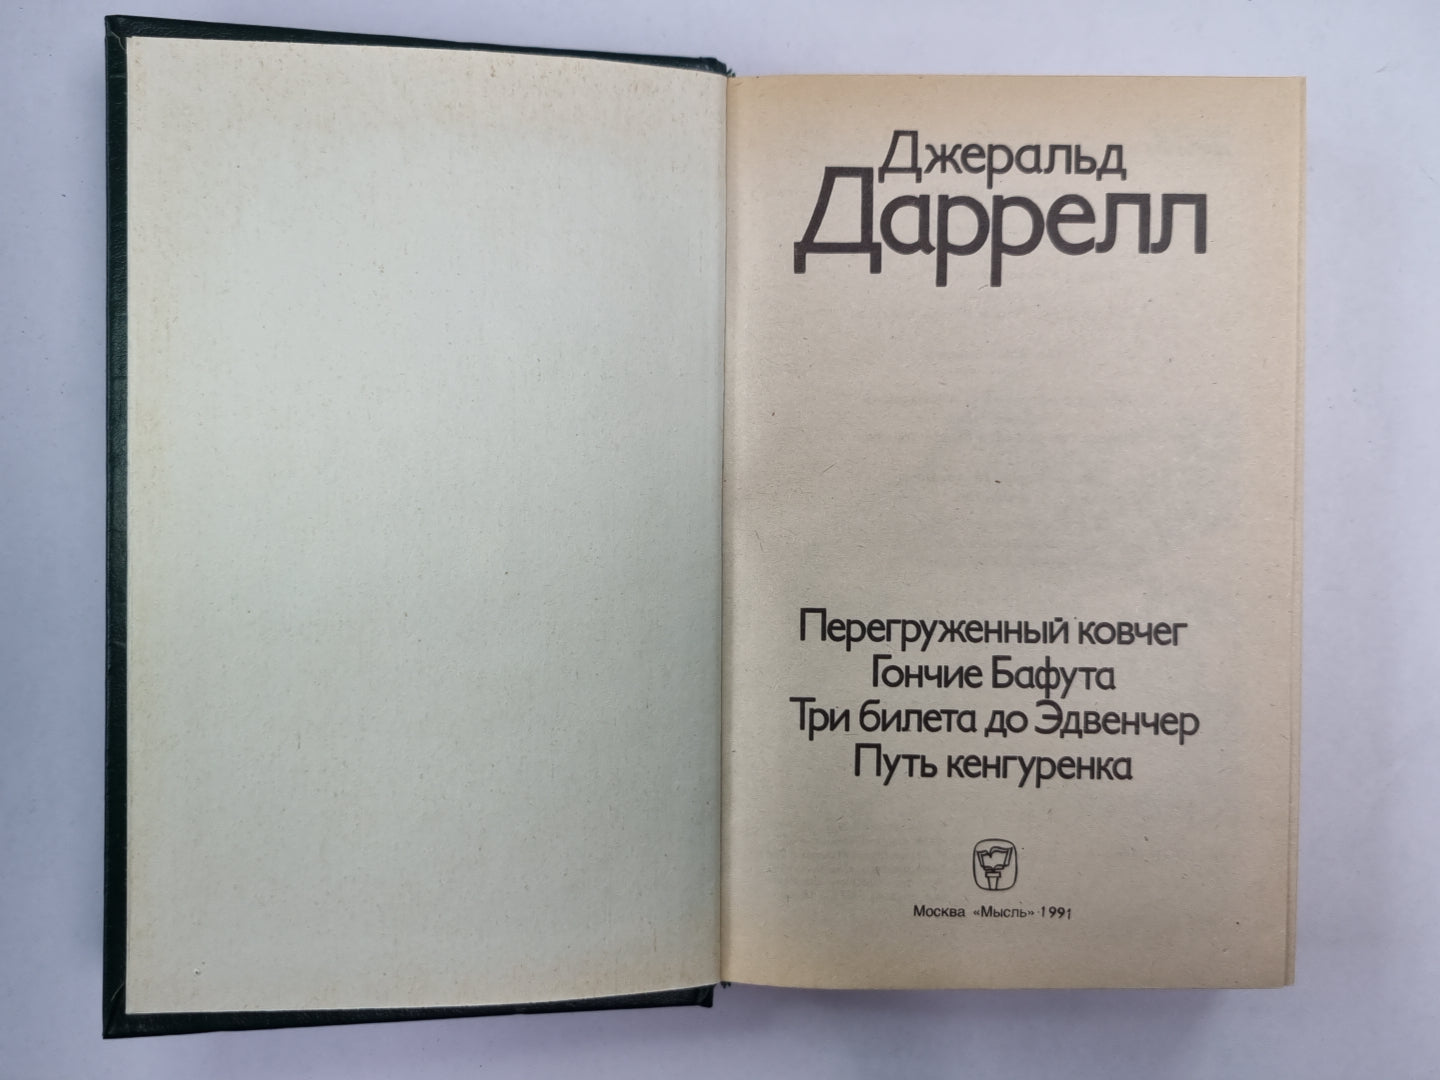 Джеральд
Даррелл
Перегруженный ковчег
Гончие Бафута
Три билета до Эдвенчер
Путь кенгуренка
Москва «Мысль» 1991